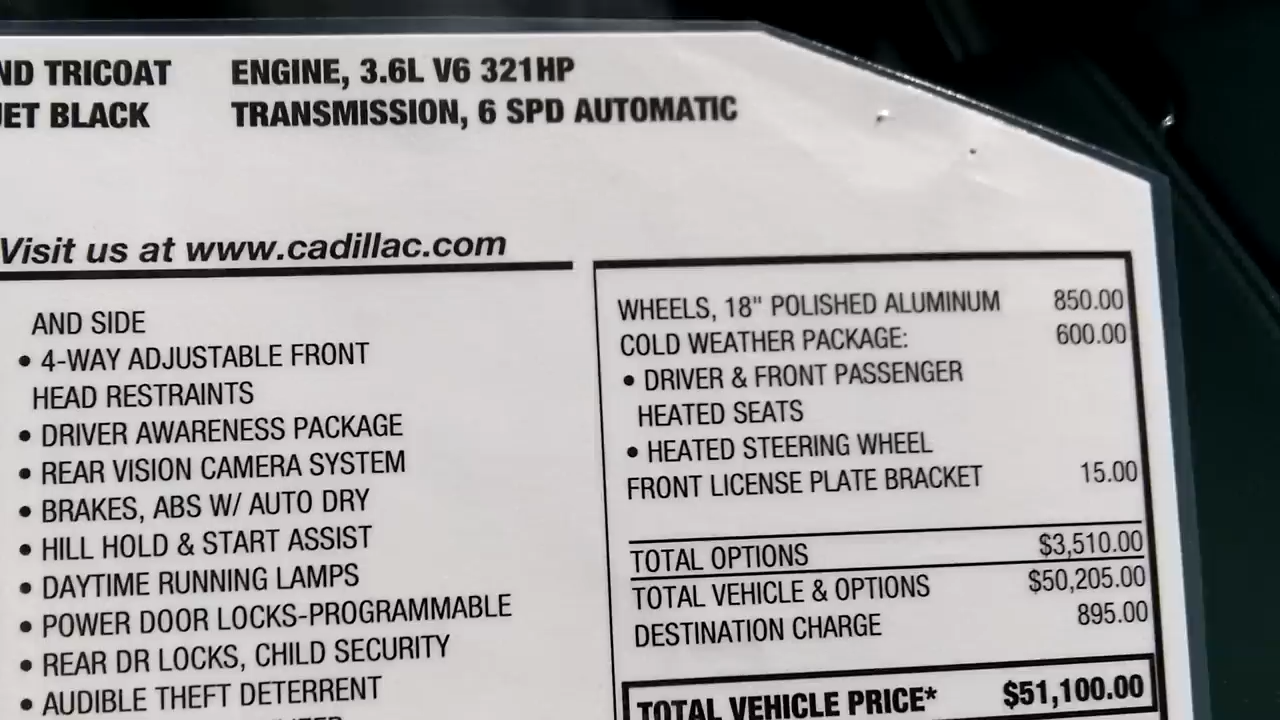 ND TRICOAT ENGINE, 3.6L V6 321HP
JET BLACK TRANSMISSION, 6 SPD AUTOMATIC
Visit us at www.cadillac.com
AND SIDE
• 4-WAY ADJUSTABLE FRONT
HEAD RESTRAINTS
• DRIVER AWARENESS PACKAGE
• REAR VISION CAMERA SYSTEM
• BRAKES, ABS W/ AUTO DRY
• HILL HOLD & START ASSIST
• DAYTIME RUNNING LAMPS
• POWER DOOR LOCKS-PROGRAMMABLE
• REAR DR LOCKS, CHILD SECURITY
• AUDIBLE THEFT DETERRENT
WHEELS, 18" POLISHED ALUMINUM 850.00
COLD WEATHER PACKAGE: 600.00
• DRIVER & FRONT PASSENGER
HEATED SEATS
• HEATED STEERING WHEEL
FRONT LICENSE PLATE BRACKET 15.00
TOTAL OPTIONS $3,510.00
TOTAL VEHICLE & OPTIONS $50,205.00
DESTINATION CHARGE 895.00
TOTAL VEHICLE PRICE* $51,100.00